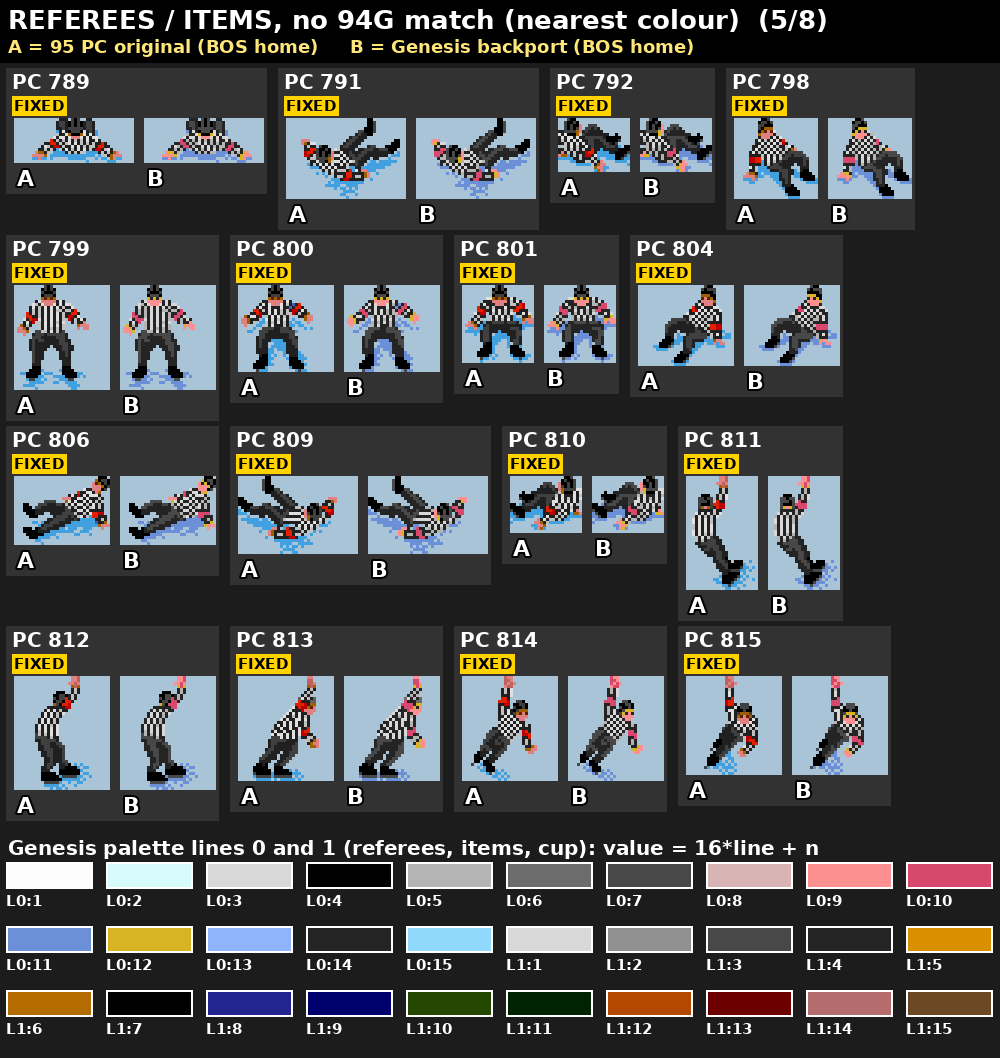 REFEREES / ITEMS, no 94G match (nearest colour)  (5/8)
A = 95 PC original (BOS home)     B = Genesis backport (BOS home)
PC 789 PC 791 PC 792 PC 798
FIXED FIXED FIXED FIXED
A B A B A B A B
PC 799 PC 800 PC 801 PC 804
FIXED FIXED FIXED FIXED
A B A B A B A B
PC 806 PC 809 PC 810 PC 811
FIXED FIXED FIXED FIXED
A B A B A B A B
PC 812 PC 813 PC 814 PC 815
FIXED FIXED FIXED FIXED
A B A B A B A B
Genesis palette lines 0 and 1 (referees, items, cup): value = 16*line + n
L0:1 L0:2 L0:3 L0:4 L0:5 L0:6 L0:7 L0:8 L0:9 L0:10
L0:11 L0:12 L0:13 L0:14 L0:15 L1:1 L1:2 L1:3 L1:4 L1:5
L1:6 L1:7 L1:8 L1:9 L1:10 L1:11 L1:12 L1:13 L1:14 L1:15